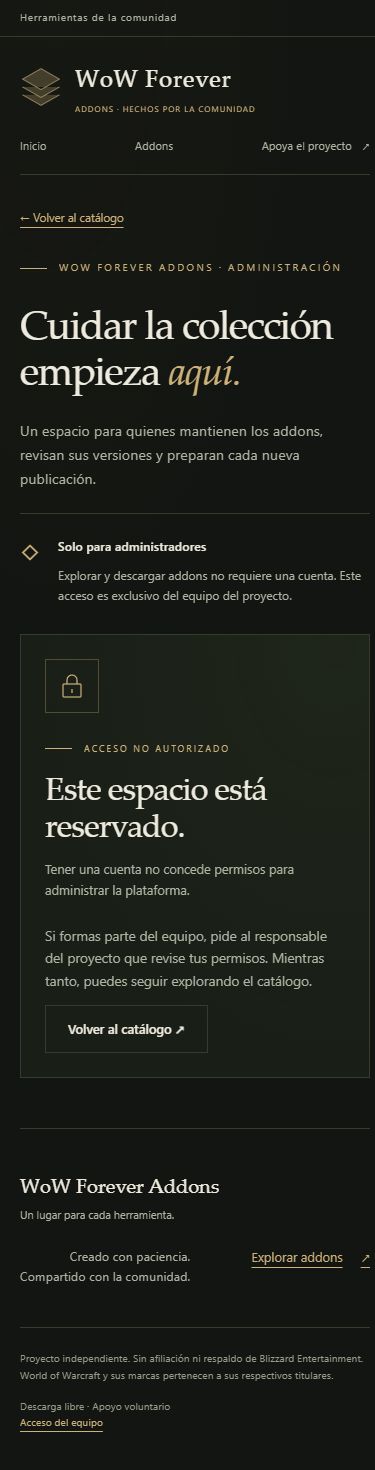 Herramientas de la comunidad
WoW Forever
ADDONS · HECHOS POR LA COMUNIDAD
Inicio Addons Apoya el proyecto ↗
← Volver al catálogo
WOW FOREVER ADDONS · ADMINISTRACIÓN
Cuidar la colección
empieza aquí.
Un espacio para quienes mantienen los addons,
revisan sus versiones y preparan cada nueva
publicación.
Solo para administradores
Explorar y descargar addons no requiere una cuenta. Este
acceso es exclusivo del equipo del proyecto.
ACCESO NO AUTORIZADO
Este espacio está
reservado.
Tener una cuenta no concede permisos para
administrar la plataforma.
Si formas parte del equipo, pide al responsable
del proyecto que revise tus permisos. Mientras
tanto, puedes seguir explorando el catálogo.
Volver al catálogo ↗
WoW Forever Addons
Un lugar para cada herramienta.
Creado con paciencia.
Compartido con la comunidad.
Explorar addons ↗
Proyecto independiente. Sin afiliación ni respaldo de Blizzard Entertainment.
World of Warcraft y sus marcas pertenecen a sus respectivos titulares.
Descarga libre · Apoyo voluntario
Acceso del equipo